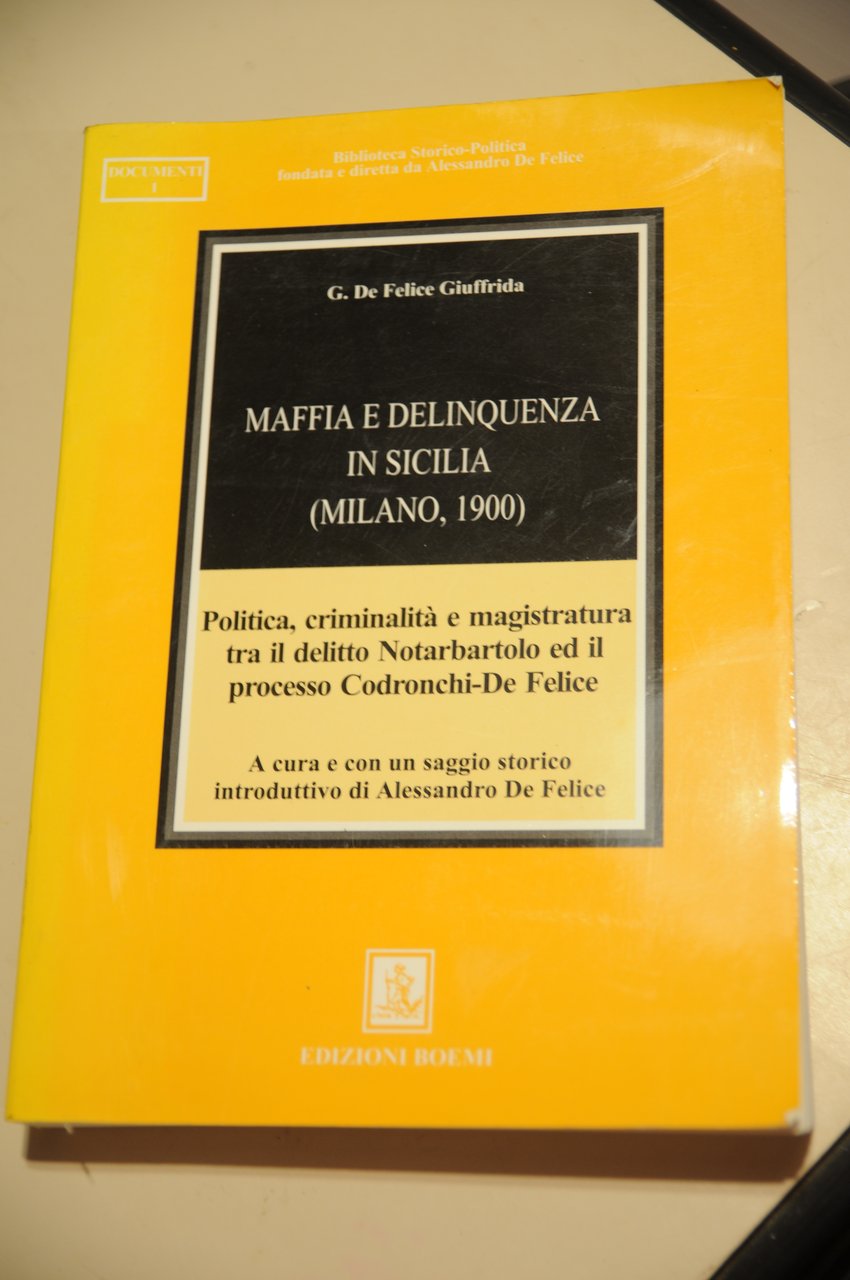 DOCUMENTI
1
Biblioteca Storico-Politica
fondata e diretta da Alessandro De Felice
G. De Felice Giuffrida
MAFFIA E DELINQUENZA
IN SICILIA
(MILANO, 1900)
Politica, criminalità e magistratura
tra il delitto Notarbartolo ed il
processo Codronchi-De Felice
A cura e con un saggio storico
introduttivo di Alessandro De Felice
EDIZIONI BOEMI